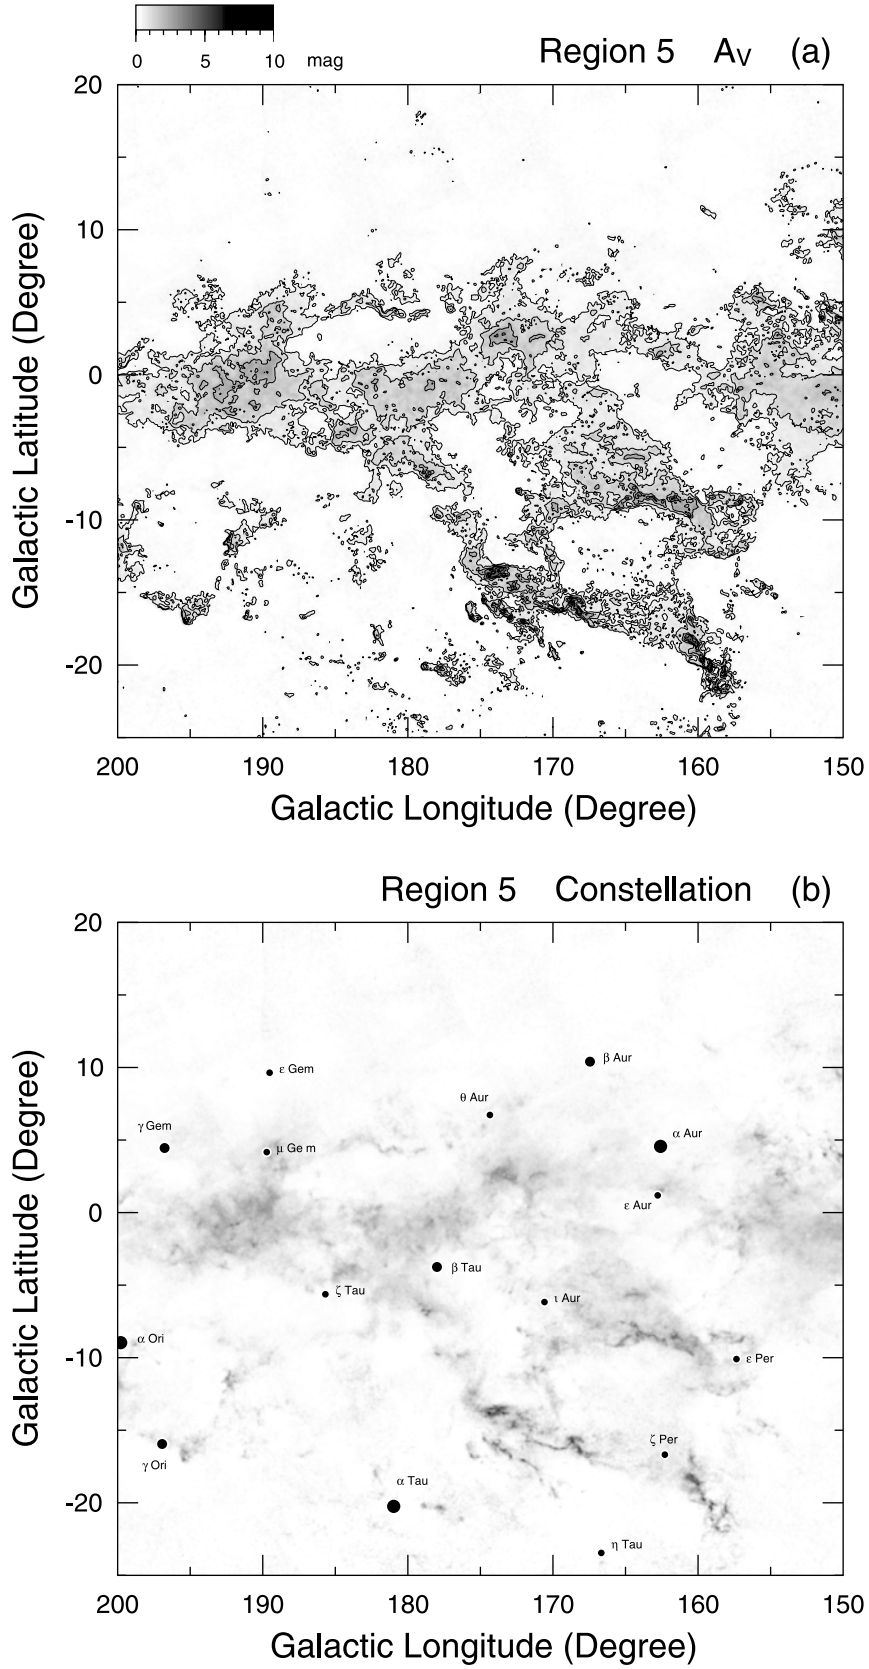 0 5 10 mag
Region 5 A_V (a)
20
10
0
-10
-20
Galactic Latitude (Degree)
200 190 180 170 160 150
Galactic Longitude (Degree)
Region 5 Constellation (b)
20
10
0
-10
-20
Galactic Latitude (Degree)
β Aur
ε Gem
θ Aur
γ Gem
α Aur
μ Ge m
ε Aur
β Tau
ζ Tau
ι Aur
α Ori
ε Per
ζ Per
γ Ori
α Tau
η Tau
200 190 180 170 160 150
Galactic Longitude (Degree)